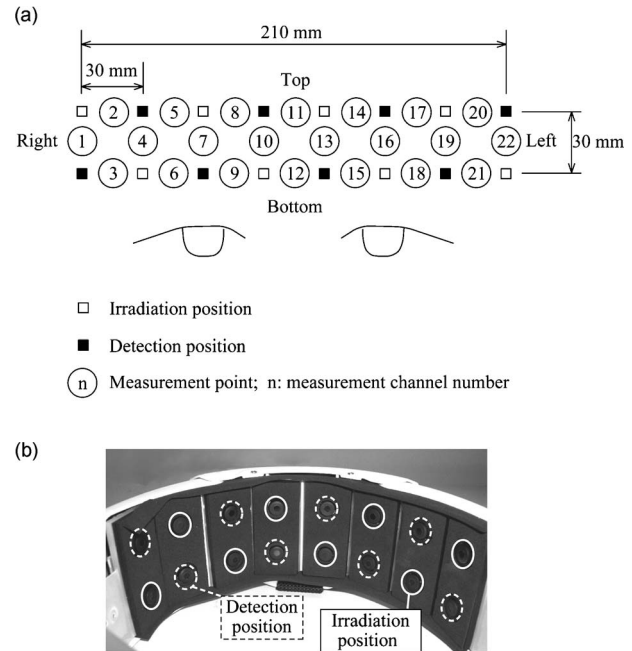 (a)
210 mm
30 mm
Top
2 5 8 11 14 17 20
Right 1 4 7 10 13 16 19 22 Left 30 mm
3 6 9 12 15 18 21
Bottom
Irradiation position
Detection position
n Measurement point; n: measurement channel number
(b)
Detection
position
Irradiation
position